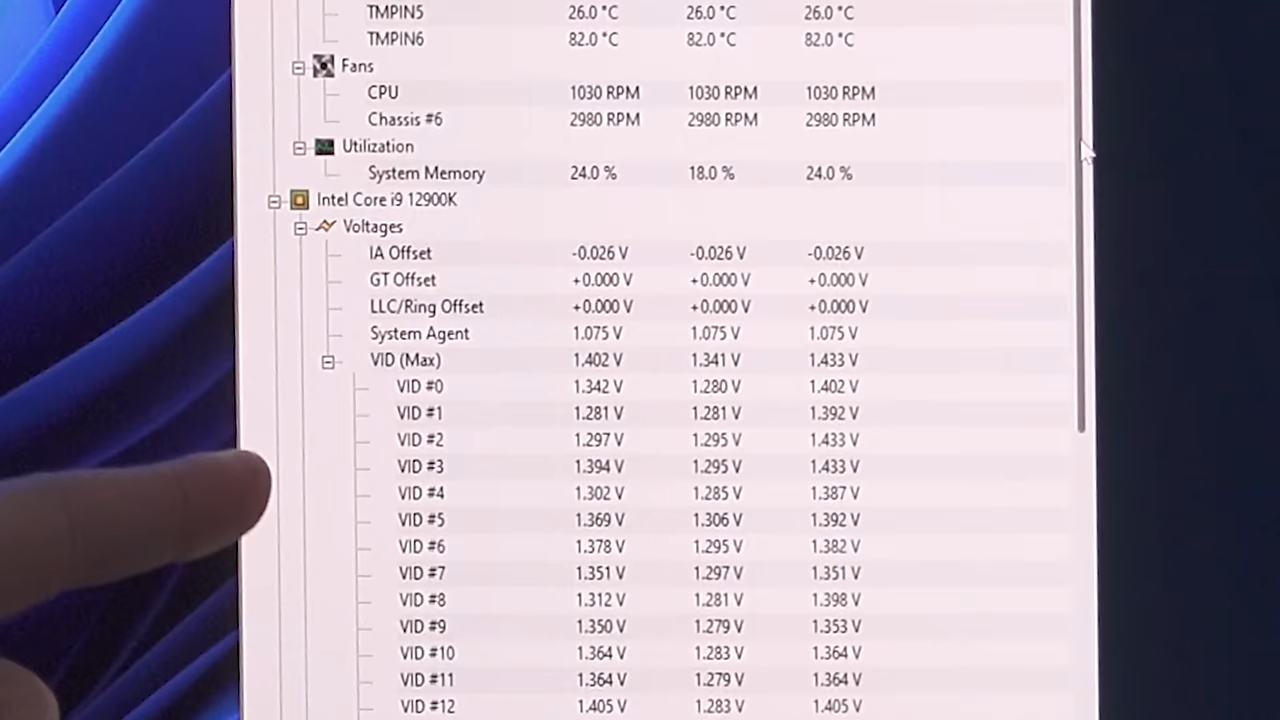 TMPIN5 26.0 °C 26.0 °C 26.0 °C
TMPIN6 82.0 °C 82.0 °C 82.0 °C
Fans
CPU 1030 RPM 1030 RPM 1030 RPM
Chassis #6 2980 RPM 2980 RPM 2980 RPM
Utilization
System Memory 24.0 % 18.0 % 24.0 %
Intel Core i9 12900K
Voltages
IA Offset -0.026 V -0.026 V -0.026 V
GT Offset +0.000 V +0.000 V +0.000 V
LLC/Ring Offset +0.000 V +0.000 V +0.000 V
System Agent 1.075 V 1.075 V 1.075 V
VID (Max) 1.402 V 1.341 V 1.433 V
VID #0 1.342 V 1.280 V 1.402 V
VID #1 1.281 V 1.281 V 1.392 V
VID #2 1.297 V 1.295 V 1.433 V
VID #3 1.394 V 1.295 V 1.433 V
VID #4 1.302 V 1.285 V 1.387 V
VID #5 1.369 V 1.306 V 1.392 V
VID #6 1.378 V 1.295 V 1.382 V
VID #7 1.351 V 1.297 V 1.351 V
VID #8 1.312 V 1.281 V 1.398 V
VID #9 1.350 V 1.279 V 1.353 V
VID #10 1.364 V 1.283 V 1.364 V
VID #11 1.364 V 1.279 V 1.364 V
VID #12 1.405 V 1.283 V 1.405 V